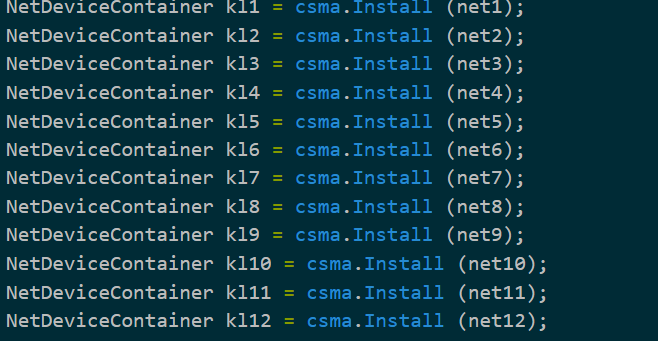 NetDeviceContainer kl1 = csma.Install (net1);
NetDeviceContainer kl2 = csma.Install (net2);
NetDeviceContainer kl3 = csma.Install (net3);
NetDeviceContainer kl4 = csma.Install (net4);
NetDeviceContainer kl5 = csma.Install (net5);
NetDeviceContainer kl6 = csma.Install (net6);
NetDeviceContainer kl7 = csma.Install (net7);
NetDeviceContainer kl8 = csma.Install (net8);
NetDeviceContainer kl9 = csma.Install (net9);
NetDeviceContainer kl10 = csma.Install (net10);
NetDeviceContainer kl11 = csma.Install (net11);
NetDeviceContainer kl12 = csma.Install (net12);